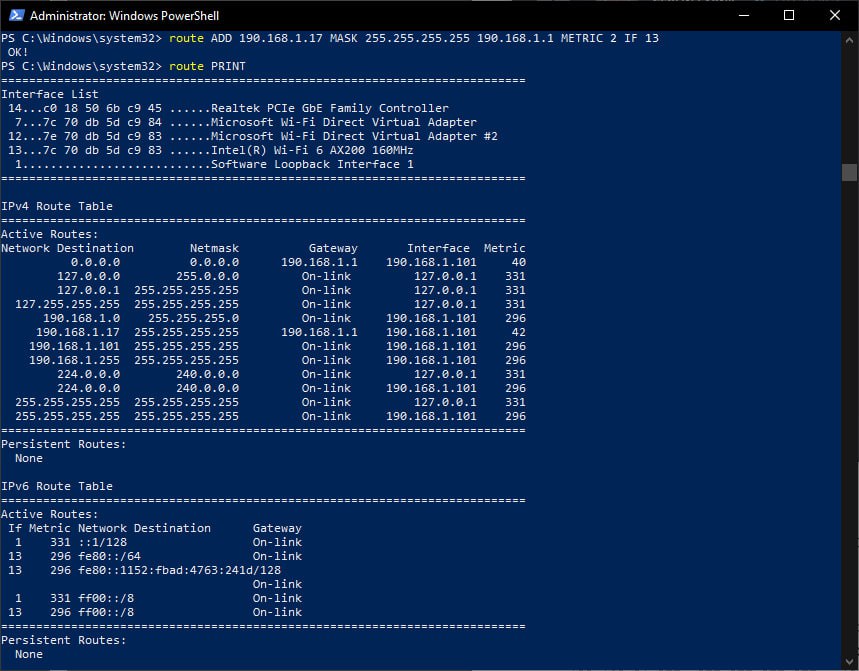 Administrator: Windows PowerShell
PS C:\Windows\system32> route ADD 190.168.1.17 MASK 255.255.255.255 190.168.1.1 METRIC 2 IF 13
 OK!
PS C:\Windows\system32> route PRINT
===========================================================================
Interface List
 14...c0 18 50 6b c9 45 ......Realtek PCIe GbE Family Controller
  7...7c 70 db 5d c9 84 ......Microsoft Wi-Fi Direct Virtual Adapter
 12...7e 70 db 5d c9 83 ......Microsoft Wi-Fi Direct Virtual Adapter #2
 13...7c 70 db 5d c9 83 ......Intel(R) Wi-Fi 6 AX200 160MHz
  1...........................Software Loopback Interface 1
===========================================================================

IPv4 Route Table
===========================================================================
Active Routes:
Network Destination        Netmask          Gateway       Interface  Metric
          0.0.0.0          0.0.0.0      190.168.1.1    190.168.1.101     40
        127.0.0.0        255.0.0.0         On-link         127.0.0.1    331
        127.0.0.1  255.255.255.255         On-link         127.0.0.1    331
  127.255.255.255  255.255.255.255         On-link         127.0.0.1    331
      190.168.1.0    255.255.255.0         On-link     190.168.1.101    296
     190.168.1.17  255.255.255.255      190.168.1.1    190.168.1.101     42
    190.168.1.101  255.255.255.255         On-link     190.168.1.101    296
    190.168.1.255  255.255.255.255         On-link     190.168.1.101    296
        224.0.0.0        240.0.0.0         On-link         127.0.0.1    331
        224.0.0.0        240.0.0.0         On-link     190.168.1.101    296
  255.255.255.255  255.255.255.255         On-link         127.0.0.1    331
  255.255.255.255  255.255.255.255         On-link     190.168.1.101    296
===========================================================================
Persistent Routes:
  None

IPv6 Route Table
===========================================================================
Active Routes:
 If Metric Network Destination      Gateway
  1    331 ::1/128                  On-link
 13    296 fe80::/64                On-link
 13    296 fe80::1152:fbad:4763:241d/128
                                    On-link
  1    331 ff00::/8                 On-link
 13    296 ff00::/8                 On-link
===========================================================================
Persistent Routes:
  None